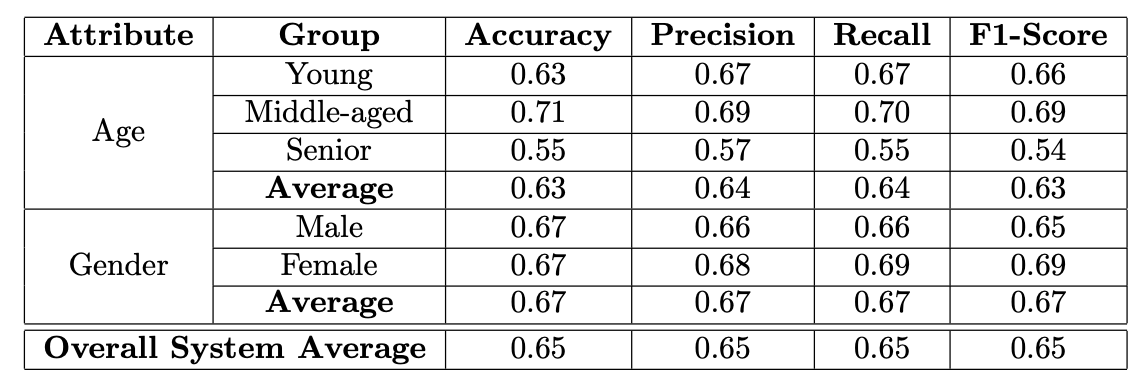 Attribute Group Accuracy Precision Recall F1-Score
Age
Young 0.63 0.67 0.67 0.66
Middle-aged 0.71 0.69 0.70 0.69
Senior 0.55 0.57 0.55 0.54
Average 0.63 0.64 0.64 0.63
Gender
Male 0.67 0.66 0.66 0.65
Female 0.67 0.68 0.69 0.69
Average 0.67 0.67 0.67 0.67
Overall System Average 0.65 0.65 0.65 0.65